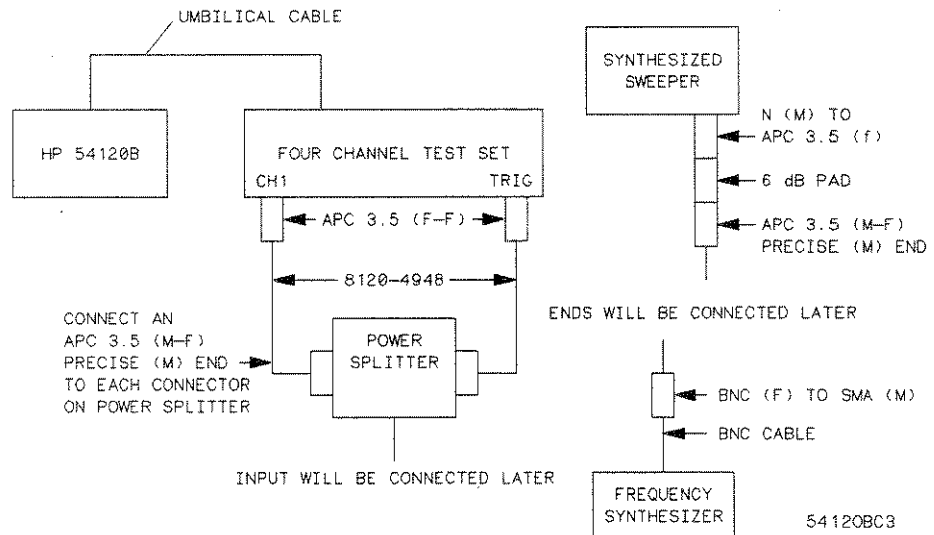 UMBILICAL CABLE
HP 54120B
FOUR CHANNEL TEST SET
CH1
TRIG
APC 3.5 (F-F)
8120-4948
CONNECT AN
APC 3.5 (M-F)
PRECISE (M) END
TO EACH CONNECTOR
ON POWER SPLITTER
POWER
SPLITTER
INPUT WILL BE CONNECTED LATER
SYNTHESIZED
SWEEPER
N (M) TO
APC 3.5 (f)
6 dB PAD
APC 3.5 (M-F)
PRECISE (M) END
ENDS WILL BE CONNECTED LATER
BNC (F) TO SMA (M)
BNC CABLE
FREQUENCY
SYNTHESIZER
54120BC3